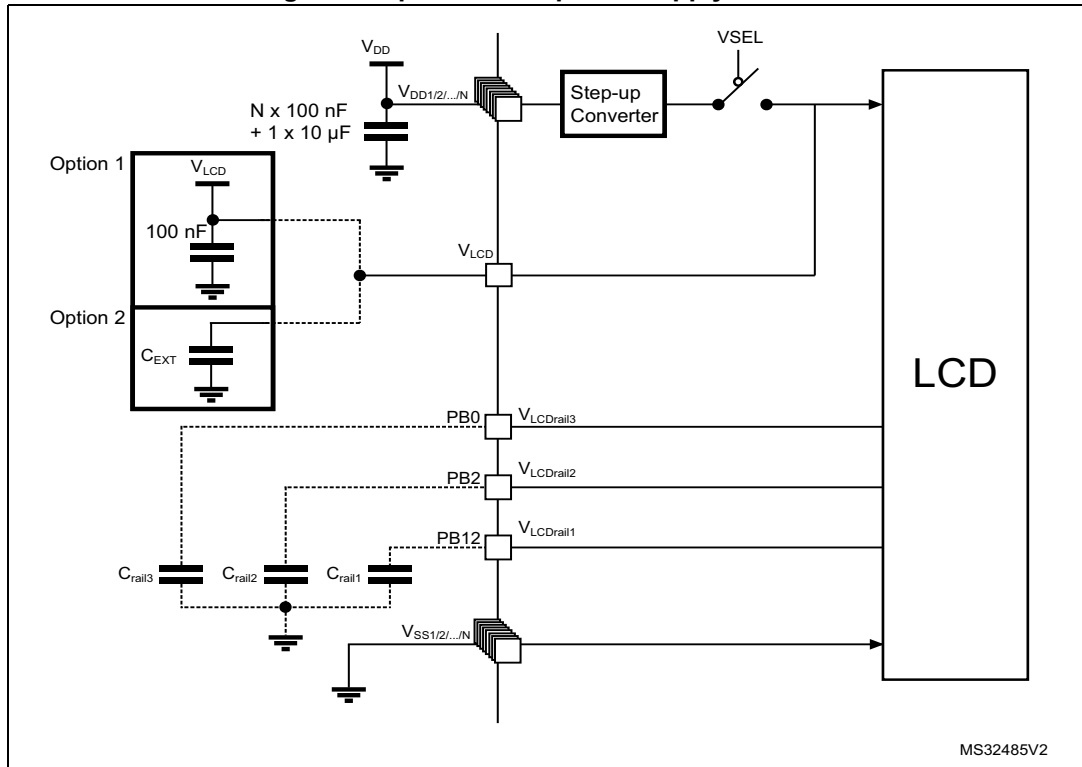 VSEL
VDD
VDD1/2/.../N
Step-up
Converter
N x 100 nF
+ 1 x 10 µF
Option 1
VLCD
100 nF
VLCD
Option 2
CEXT
LCD
PB0
VLCDrail3
PB2
VLCDrail2
PB12
VLCDrail1
Crail3
Crail2
Crail1
VSS1/2/.../N
MS32485V2